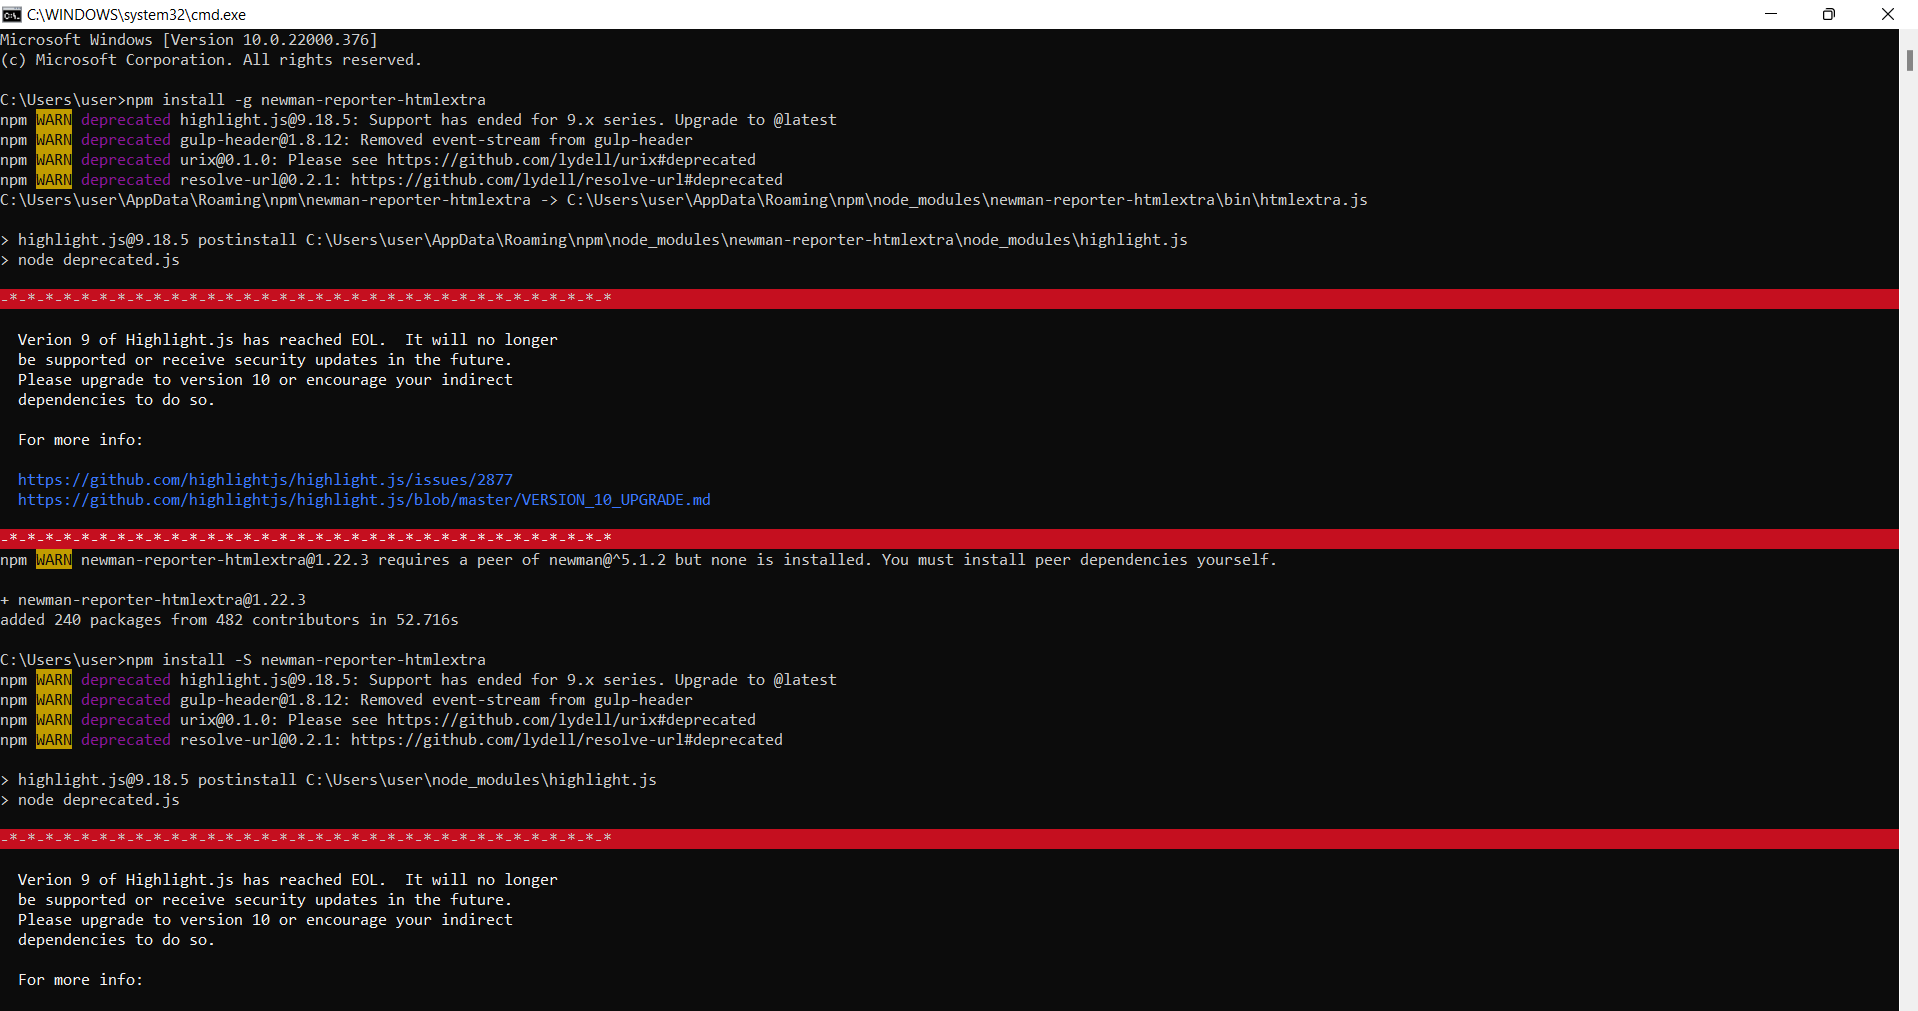 C:\WINDOWS\system32\cmd.exe
Microsoft Windows [Version 10.0.22000.376]
(c) Microsoft Corporation. All rights reserved.
C:\Users\user>npm install -g newman-reporter-htmlextra
npm WARN deprecated highlight.js@9.18.5: Support has ended for 9.x series. Upgrade to @latest
npm WARN deprecated gulp-header@1.8.12: Removed event-stream from gulp-header
npm WARN deprecated urix@0.1.0: Please see https://github.com/lydell/urix#deprecated
npm WARN deprecated resolve-url@0.2.1: https://github.com/lydell/resolve-url#deprecated
C:\Users\user\AppData\Roaming\npm\newman-reporter-htmlextra -> C:\Users\user\AppData\Roaming\npm\node_modules\newman-reporter-htmlextra\bin\htmlextra.js
> highlight.js@9.18.5 postinstall C:\Users\user\AppData\Roaming\npm\node_modules\newman-reporter-htmlextra\node_modules\highlight.js
> node deprecated.js
-*-*-*-*-*-*-*-*-*-*-*-*-*-*-*-*-*-*-*-*-*-*-*-*-*-*-*-*-*-*-*-*-*-*
Verion 9 of Highlight.js has reached EOL.  It will no longer
be supported or receive security updates in the future.
Please upgrade to version 10 or encourage your indirect
dependencies to do so.
For more info:
https://github.com/highlightjs/highlight.js/issues/2877
https://github.com/highlightjs/highlight.js/blob/master/VERSION_10_UPGRADE.md
-*-*-*-*-*-*-*-*-*-*-*-*-*-*-*-*-*-*-*-*-*-*-*-*-*-*-*-*-*-*-*-*-*-*
npm WARN newman-reporter-htmlextra@1.22.3 requires a peer of newman@^5.1.2 but none is installed. You must install peer dependencies yourself.
+ newman-reporter-htmlextra@1.22.3
added 240 packages from 482 contributors in 52.716s
C:\Users\user>npm install -S newman-reporter-htmlextra
npm WARN deprecated highlight.js@9.18.5: Support has ended for 9.x series. Upgrade to @latest
npm WARN deprecated gulp-header@1.8.12: Removed event-stream from gulp-header
npm WARN deprecated urix@0.1.0: Please see https://github.com/lydell/urix#deprecated
npm WARN deprecated resolve-url@0.2.1: https://github.com/lydell/resolve-url#deprecated
> highlight.js@9.18.5 postinstall C:\Users\user\node_modules\highlight.js
> node deprecated.js
-*-*-*-*-*-*-*-*-*-*-*-*-*-*-*-*-*-*-*-*-*-*-*-*-*-*-*-*-*-*-*-*-*-*
Verion 9 of Highlight.js has reached EOL.  It will no longer
be supported or receive security updates in the future.
Please upgrade to version 10 or encourage your indirect
dependencies to do so.
For more info: